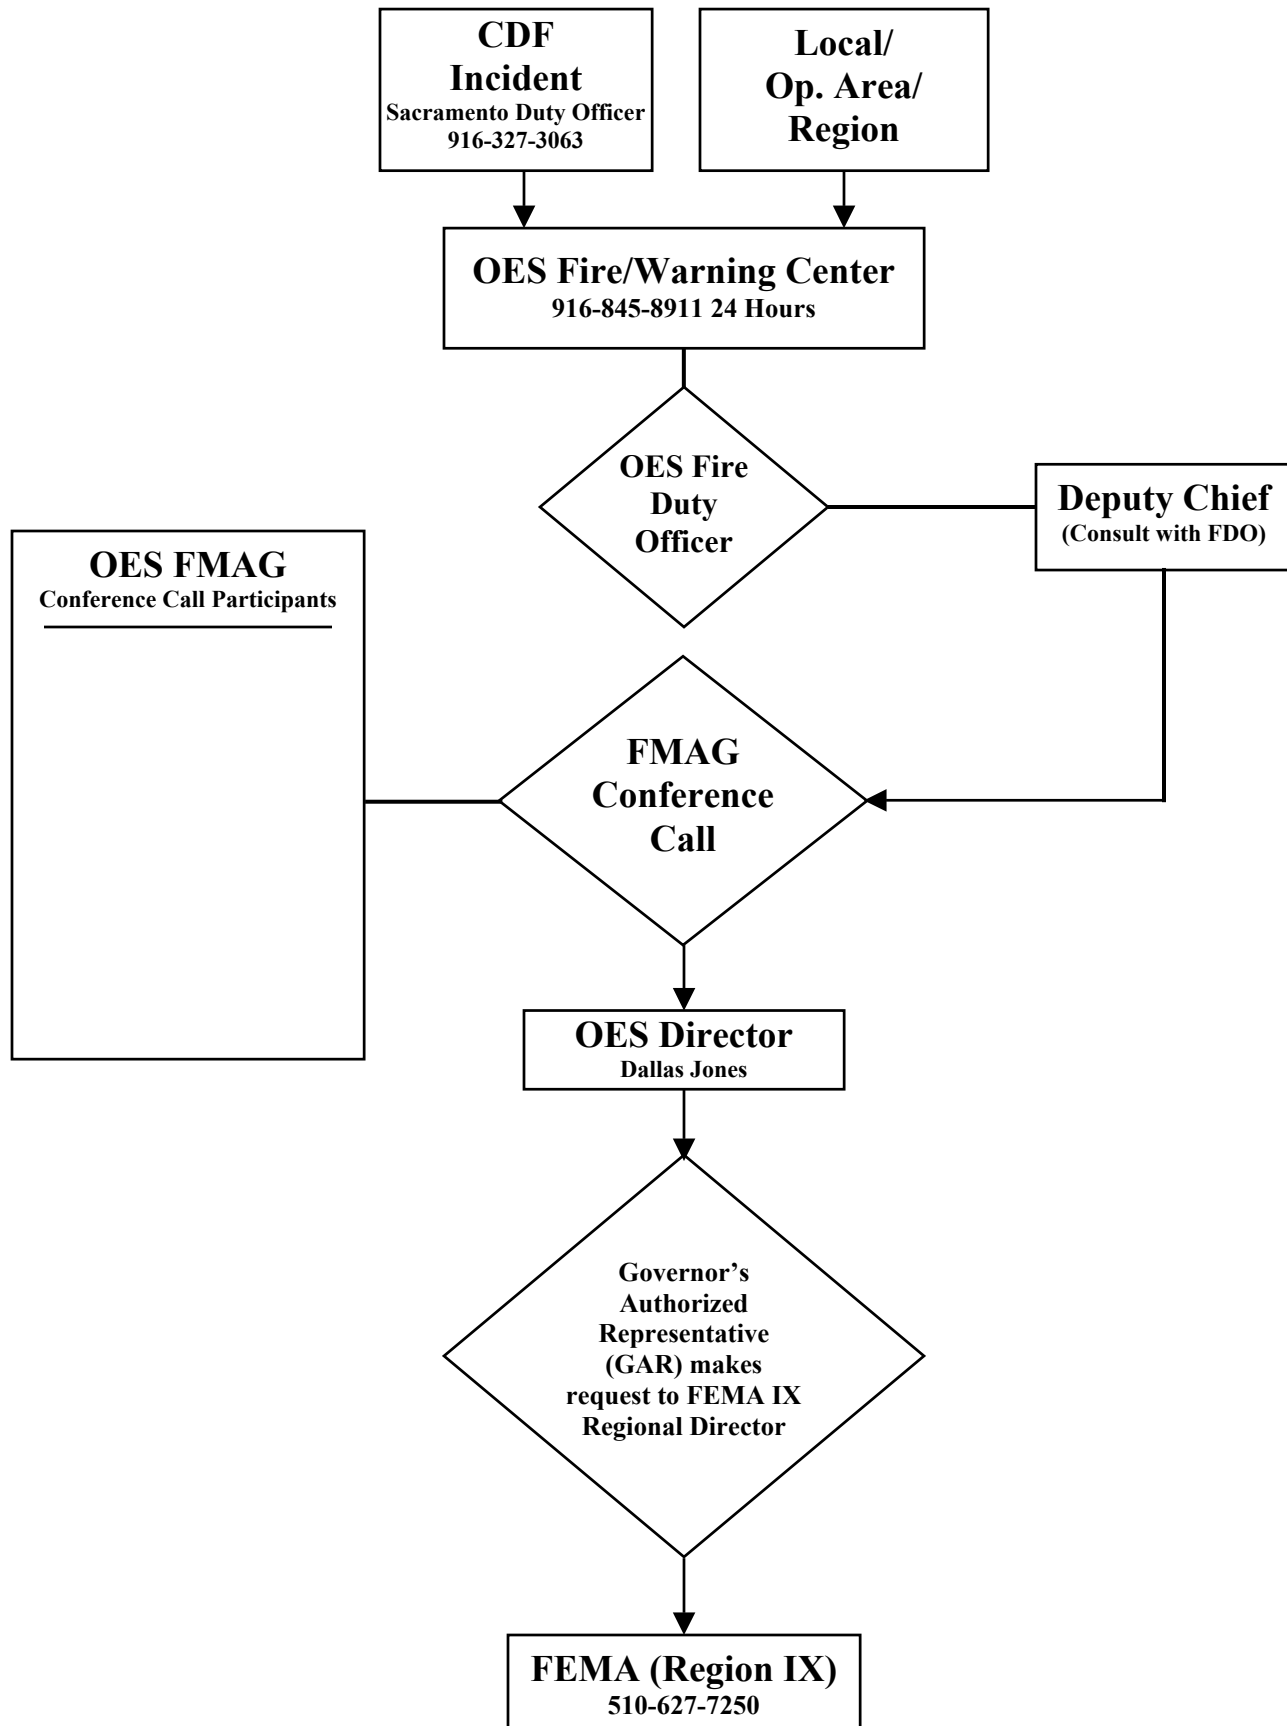 CDF
Incident
Sacramento Duty Officer
916-327-3063
Local/
Op. Area/
Region
OES Fire/Warning Center
916-845-8911 24 Hours
OES Fire
Duty
Officer
Deputy Chief
(Consult with FDO)
OES FMAG
Conference Call Participants
FMAG
Conference
Call
OES Director
Dallas Jones
Governor’s
Authorized
Representative
(GAR) makes
request to FEMA IX
Regional Director
FEMA (Region IX)
510-627-7250